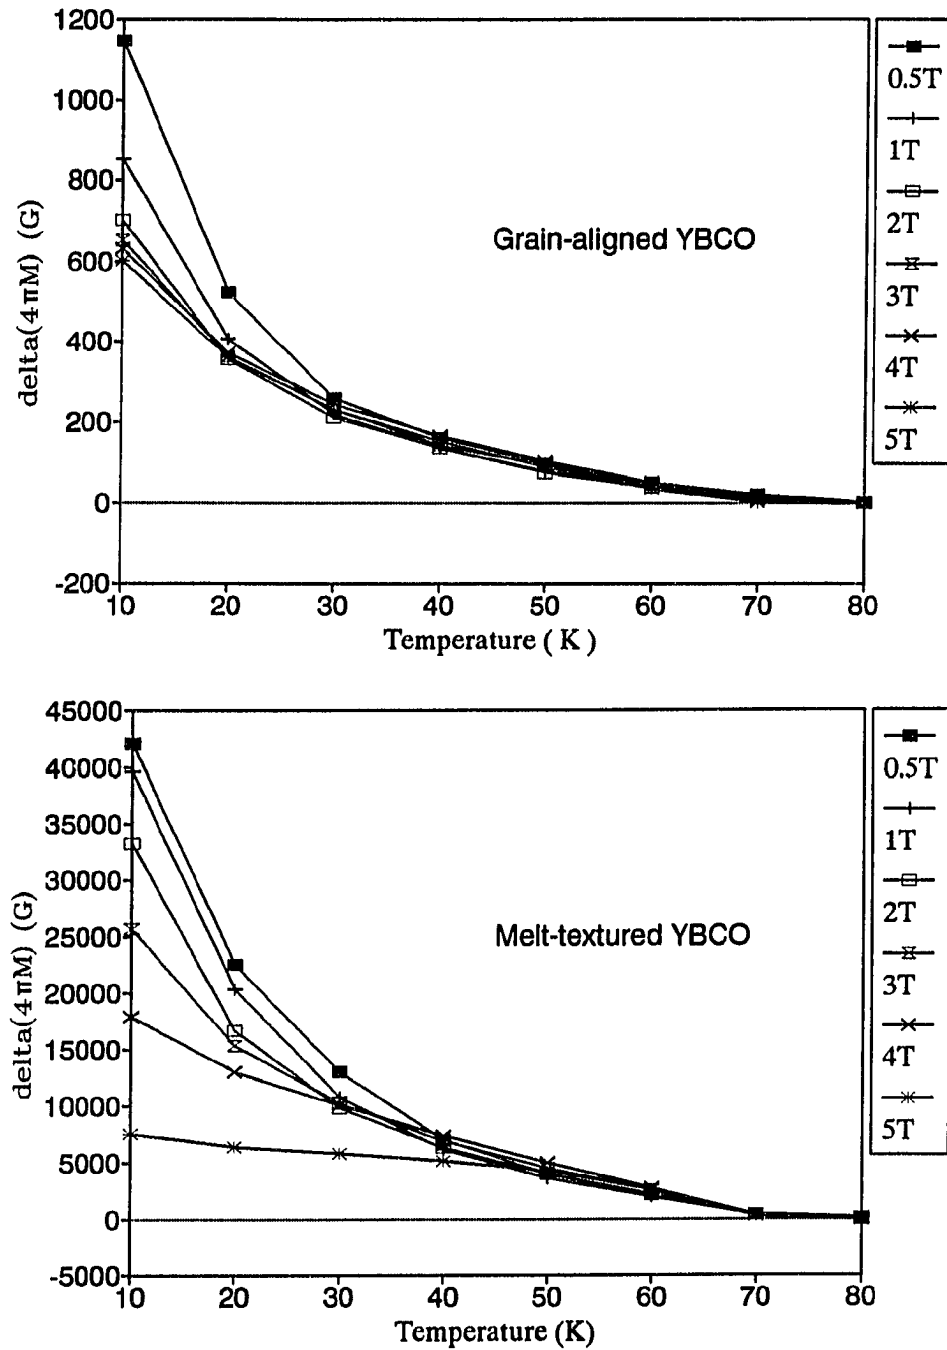 1200
1000
800
600
400
200
0
-200
delta(4πM) (G)
Grain-aligned YBCO
10 20 30 40 50 60 70 80
Temperature ( K )
0.5T
1T
2T
3T
4T
5T
45000
40000
35000
30000
25000
20000
15000
10000
5000
0
-5000
delta(4πM) (G)
Melt-textured YBCO
10 20 30 40 50 60 70 80
Temperature (K)
0.5T
1T
2T
3T
4T
5T